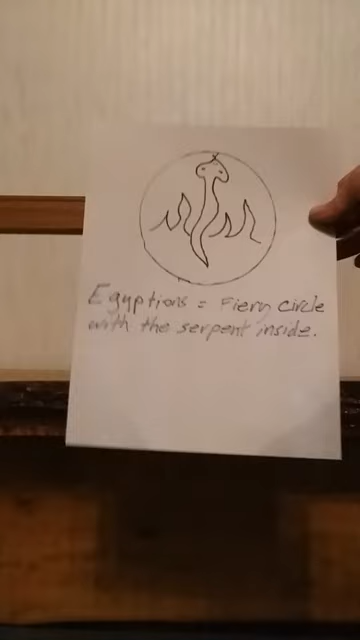 Egyptions = Fiery circle
with the serpent inside.